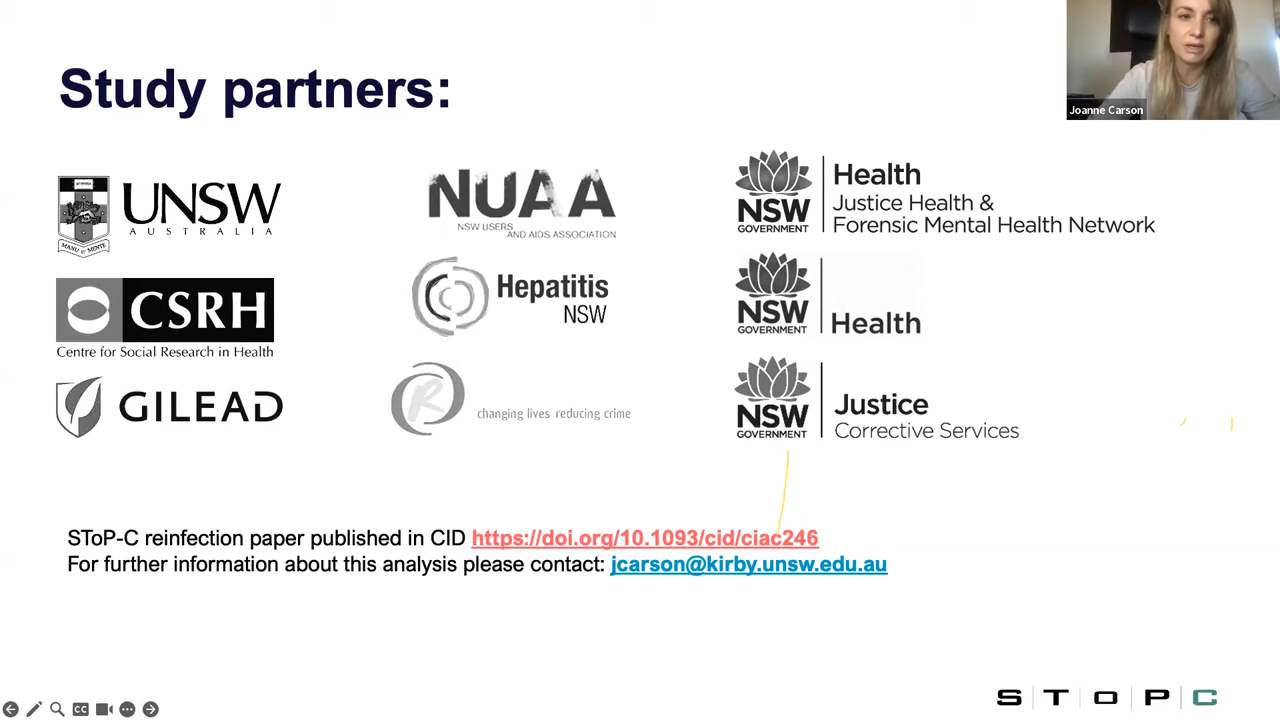 Study partners:
Joanne Carson
UNSW
AUSTRALIA
MANU et MENTE
CSRH
Centre for Social Research in Health
GILEAD
NUAA
NSW USERS
AND AIDS ASSOCIATION
Hepatitis
NSW
R
changing lives reducing crime
NSW
GOVERNMENT
Health
Justice Health &
Forensic Mental Health Network
NSW
GOVERNMENT
Health
NSW
GOVERNMENT
Justice
Corrective Services
SToP-C reinfection paper published in CID https://doi.org/10.1093/cid/ciac246
For further information about this analysis please contact: jcarson@kirby.unsw.edu.au
CC
S T O P C